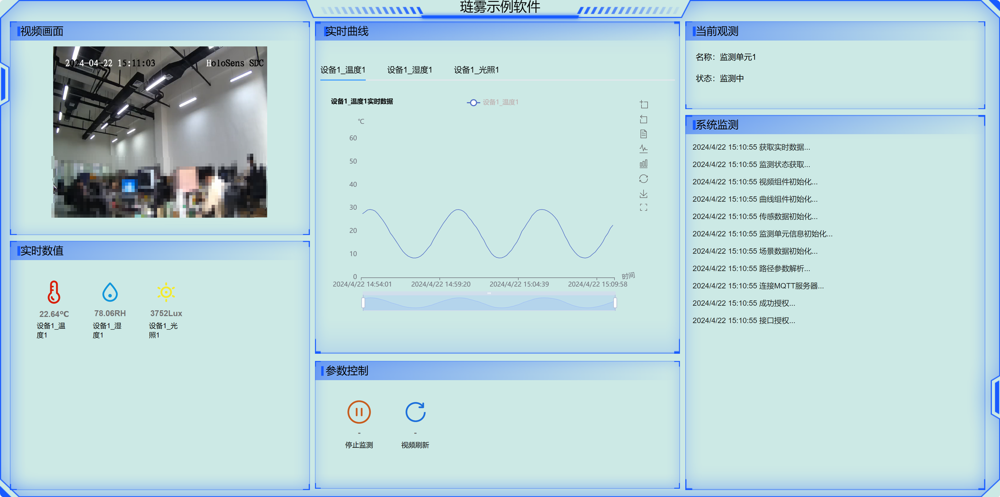 琏雾示例软件
视频画面
2024-04-22 15:11:03 HoloSens SDC
实时数值
22.64℃ 78.06RH 3752Lux
设备1_温 设备1_湿 设备1_光
度1 度1 照1
实时曲线
设备1_温度1 设备1_湿度1 设备1_光照1
设备1_温度1实时数据 设备1_温度1
℃
60
50
40
30
20
10
0
时间
2024/4/22 14:54:01 2024/4/22 14:59:20 2024/4/22 15:04:39 2024/4/22 15:09:58
参数控制
- -
停止监测 视频刷新
当前观测
名称：监测单元1
状态：监测中
系统监测
2024/4/22 15:10:55 获取实时数据...
2024/4/22 15:10:55 监测状态获取...
2024/4/22 15:10:55 视频组件初始化...
2024/4/22 15:10:55 曲线组件初始化...
2024/4/22 15:10:55 传感数据初始化...
2024/4/22 15:10:55 监测单元信息初始化...
2024/4/22 15:10:55 场景数据初始化...
2024/4/22 15:10:55 路径参数解析...
2024/4/22 15:10:55 连接MQTT服务器...
2024/4/22 15:10:55 成功授权...
2024/4/22 15:10:55 接口授权...